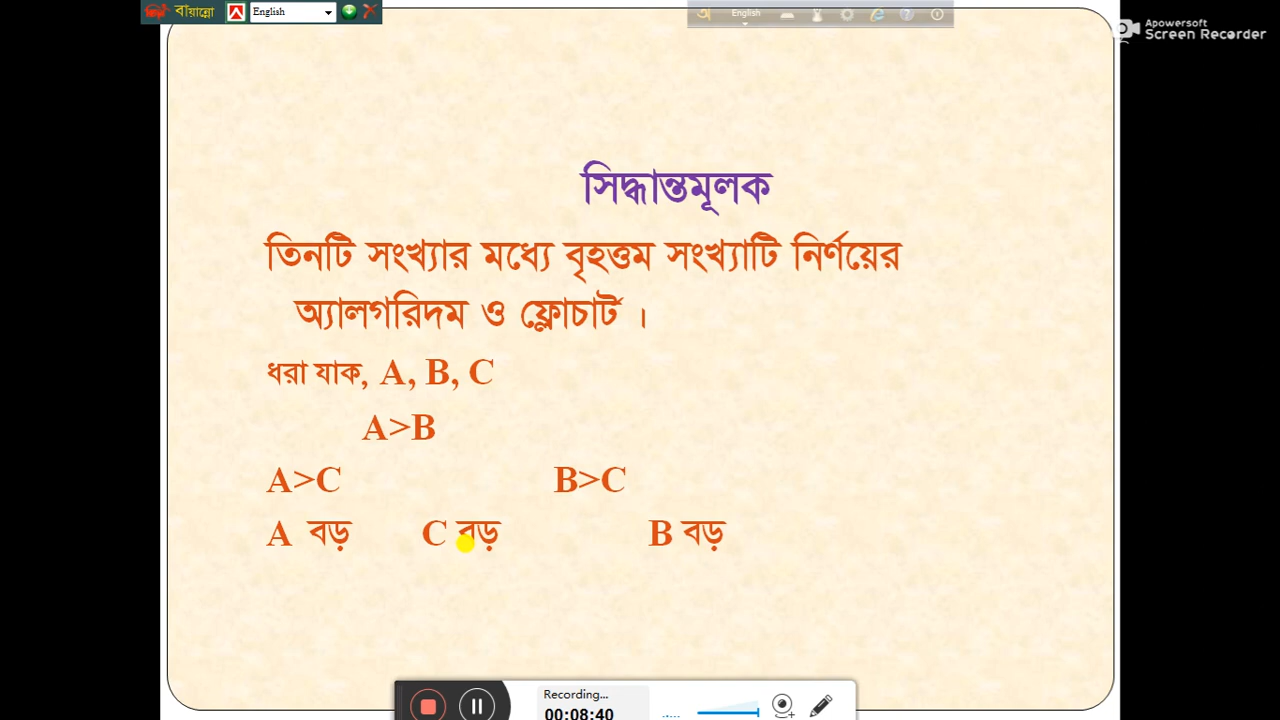 বায়ান্নো English
English
Apowersoft
Screen Recorder
সিদ্ধান্তমূলক
তিনটি সংখ্যার মধ্যে বৃহত্তম সংখ্যাটি নির্ণয়ের
অ্যালগরিদম ও ফ্লোচার্ট ।
ধরা যাক, A, B, C
A>B
A>C B>C
A বড় C বড় B বড়
Recording...
00:08:40